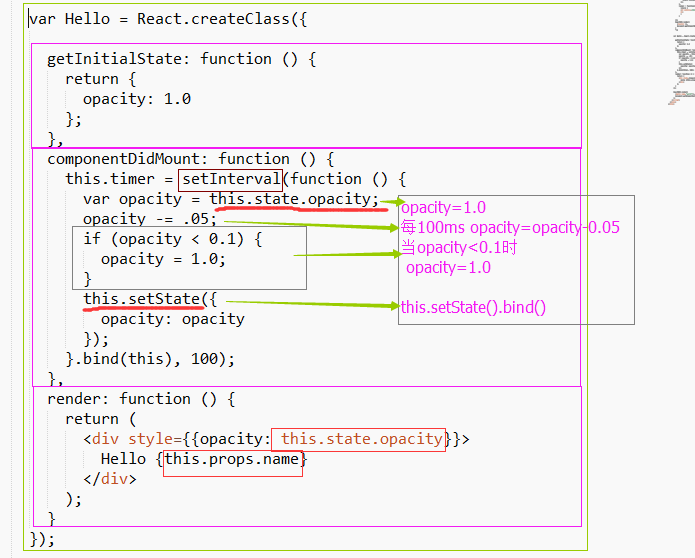 var Hello = React.createClass({
getInitialState: function () {
return {
opacity: 1.0
};
},
componentDidMount: function () {
this.timer = setInterval(function () {
var opacity = this.state.opacity;
opacity -= .05;
if (opacity < 0.1) {
opacity = 1.0;
}
this.setState({
opacity: opacity
});
}.bind(this), 100);
},
render: function () {
return (
<div style={{opacity: this.state.opacity}}>
Hello {this.props.name}
</div>
);
}
});
opacity=1.0
每100ms opacity=opacity-0.05
当opacity<0.1时
opacity=1.0
this.setState().bind()